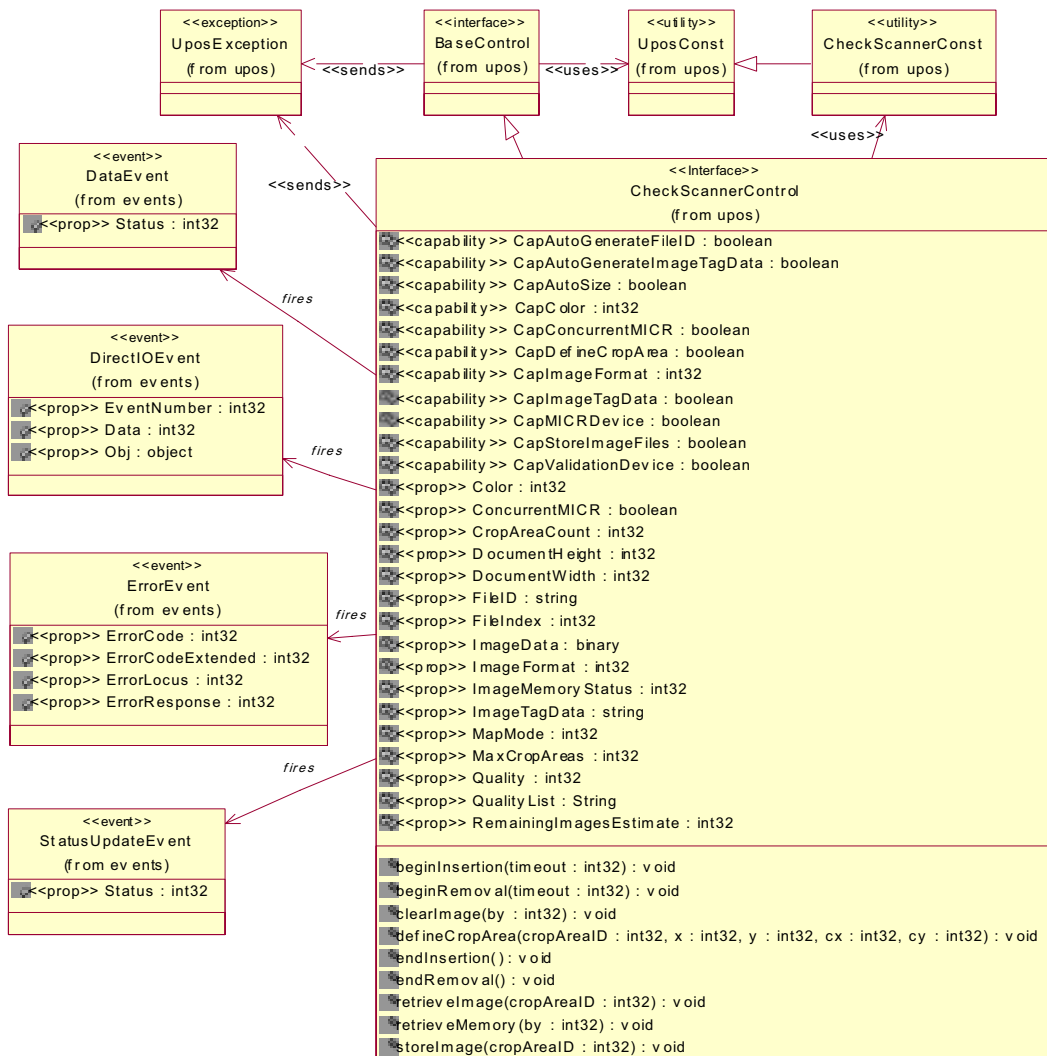 <<exception>>
UposException
(from upos)
<<interface>>
BaseControl
(from upos)
<<utility>>
UposConst
(from upos)
<<utility>>
CheckScannerConst
(from upos)
<<sends>>
<<uses>>
<<uses>>
<<sends>>
<<event>>
DataEvent
(from events)
<<prop>> Status : int32
fires
<<event>>
DirectIOEvent
(from events)
<<prop>> EventNumber : int32
<<prop>> Data : int32
<<prop>> Obj : object
fires
<<event>>
ErrorEvent
(from events)
<<prop>> ErrorCode : int32
<<prop>> ErrorCodeExtended : int32
<<prop>> ErrorLocus : int32
<<prop>> ErrorResponse : int32
fires
<<event>>
StatusUpdateEvent
(from events)
<<prop>> Status : int32
fires
<<Interface>>
CheckScannerControl
(from upos)
<<capability>> CapAutoGenerateFileID : boolean
<<capability>> CapAutoGenerateImageTagData : boolean
<<capability>> CapAutoSize : boolean
<<capability>> CapColor : int32
<<capability>> CapConcurrentMICR : boolean
<<capability>> CapDefineCropArea : boolean
<<capability>> CapImageFormat : int32
<<capability>> CapImageTagData : boolean
<<capability>> CapMICRDevice : boolean
<<capability>> CapStoreImageFiles : boolean
<<capability>> CapValidationDevice : boolean
<<prop>> Color : int32
<<prop>> ConcurrentMICR : boolean
<<prop>> CropAreaCount : int32
<<prop>> DocumentHeight : int32
<<prop>> DocumentWidth : int32
<<prop>> FileID : string
<<prop>> FileIndex : int32
<<prop>> ImageData : binary
<<prop>> ImageFormat : int32
<<prop>> ImageMemoryStatus : int32
<<prop>> ImageTagData : string
<<prop>> MapMode : int32
<<prop>> MaxCropAreas : int32
<<prop>> Quality : int32
<<prop>> QualityList : String
<<prop>> RemainingImagesEstimate : int32
beginInsertion(timeout : int32) : void
beginRemoval(timeout : int32) : void
clearImage(by : int32) : void
defineCropArea(cropAreaID : int32, x : int32, y : int32, cx : int32, cy : int32) : void
endInsertion() : void
endRemoval() : void
retrieveImage(cropAreaID : int32) : void
retrieveMemory(by : int32) : void
storeImage(cropAreaID : int32) : void